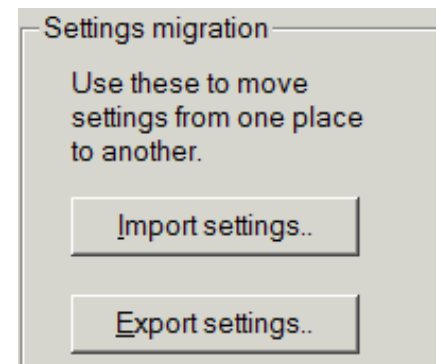 Settings migration
Use these to move
settings from one place
to another.
Import settings..
Export settings..